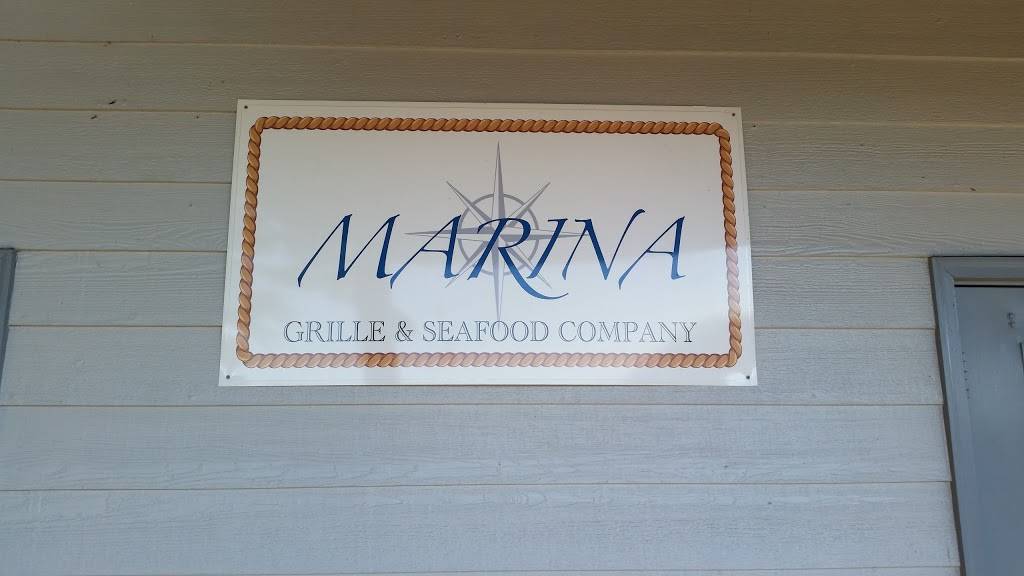 MARINA
GRILLE & SEAFOOD COMPANY